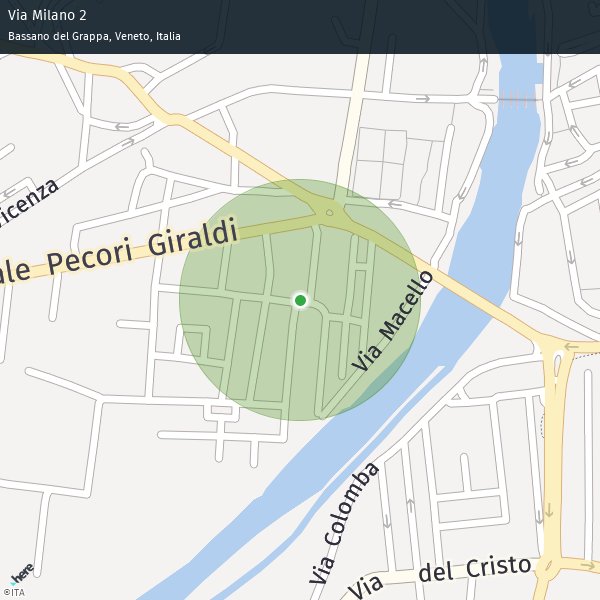 Via Milano 2
Bassano del Grappa, Veneto, Italia
icenza
ale Pecori Giraldi
Via Macello
Via Colomba
Via del Cristo
here
©ITA